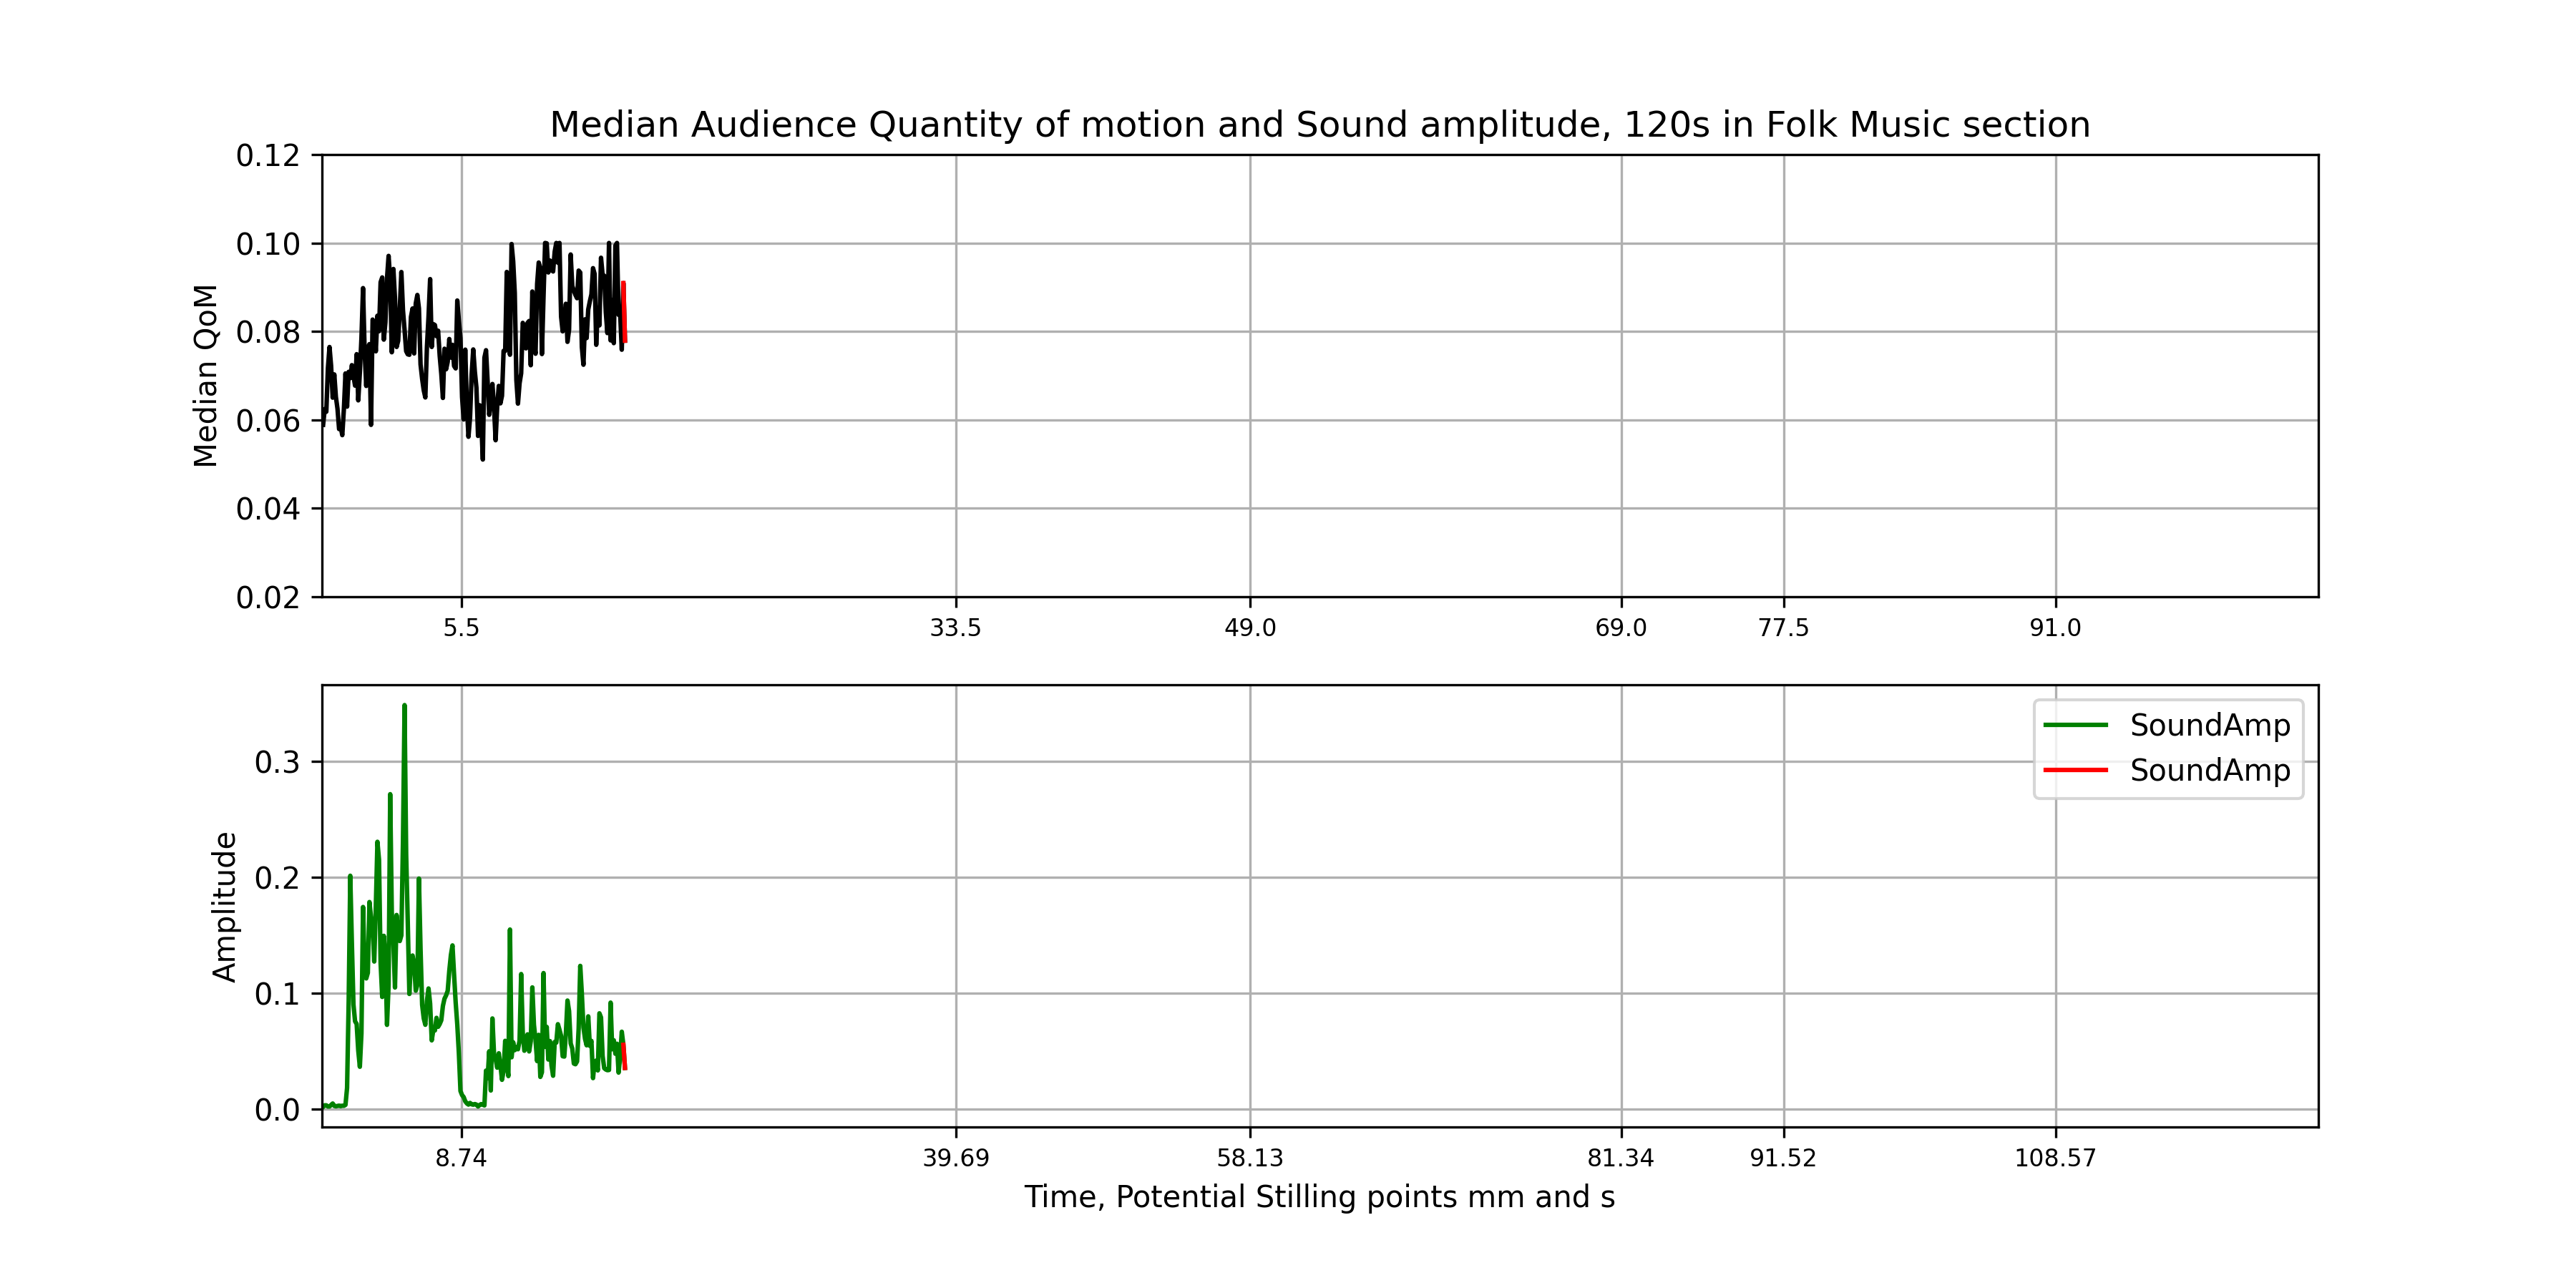 Median Audience Quantity of motion and Sound amplitude, 120s in Folk Music section
0.12
0.10
0.08
0.06
0.04
0.02
Median QoM
5.5 33.5 49.0 69.0 77.5 91.0
SoundAmp
SoundAmp
0.3
0.2
0.1
0.0
Amplitude
8.74 39.69 58.13 81.34 91.52 108.57
Time, Potential Stilling points mm and s